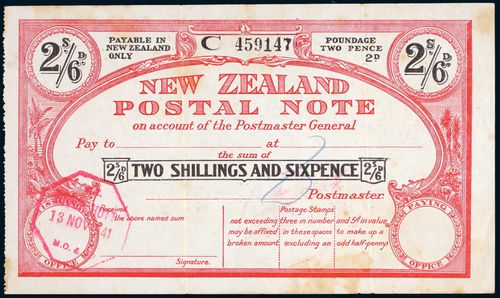 2 S. D. /6
PAYABLE IN
NEW ZEALAND
ONLY
C 459147
POUNDAGE
TWO PENCE
2D
2 S. D. /6
NEW ZEALAND
POSTAL NOTE
on account of the Postmaster General
Pay to at
the sum of
2 S D /6 TWO SHILLINGS AND SIXPENCE 2 S D /6
Postmaster.
ISSUING
OFFICE
13 NOV 41
M.O. &
Received
the above named sum
Signature.
Postage Stamps
not exceeding three in number and 5d in value
may be affixed in these spaces to make up a
broken amount (excluding an odd half-penny)
PAYING
OFFICE